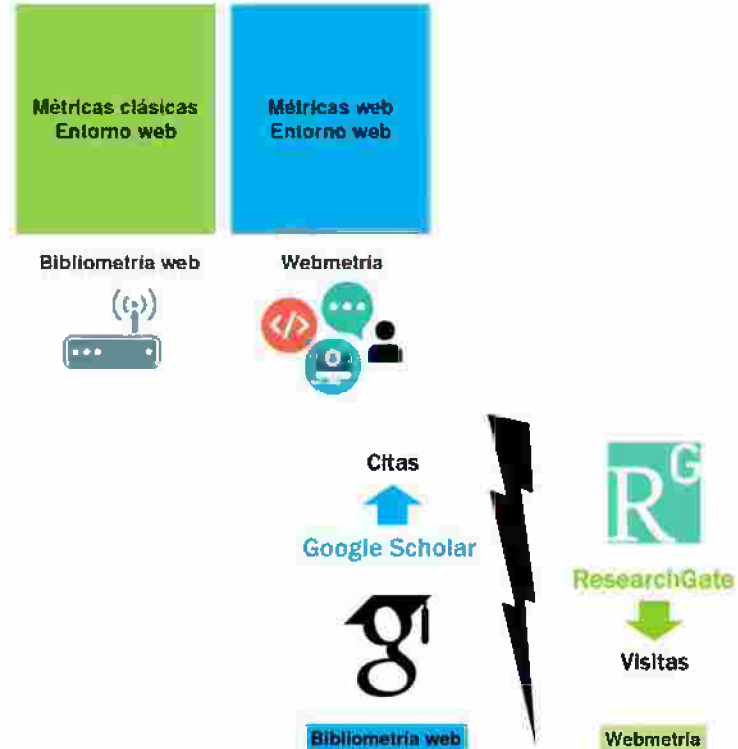 Métricas clásicas
Entorno web
Métricas web
Entorno web
Bibliometría web
Webmetría
</>
Citas
Google Scholar
g
Bibliometría web
RG
ResearchGate
Visitas
Webmetría